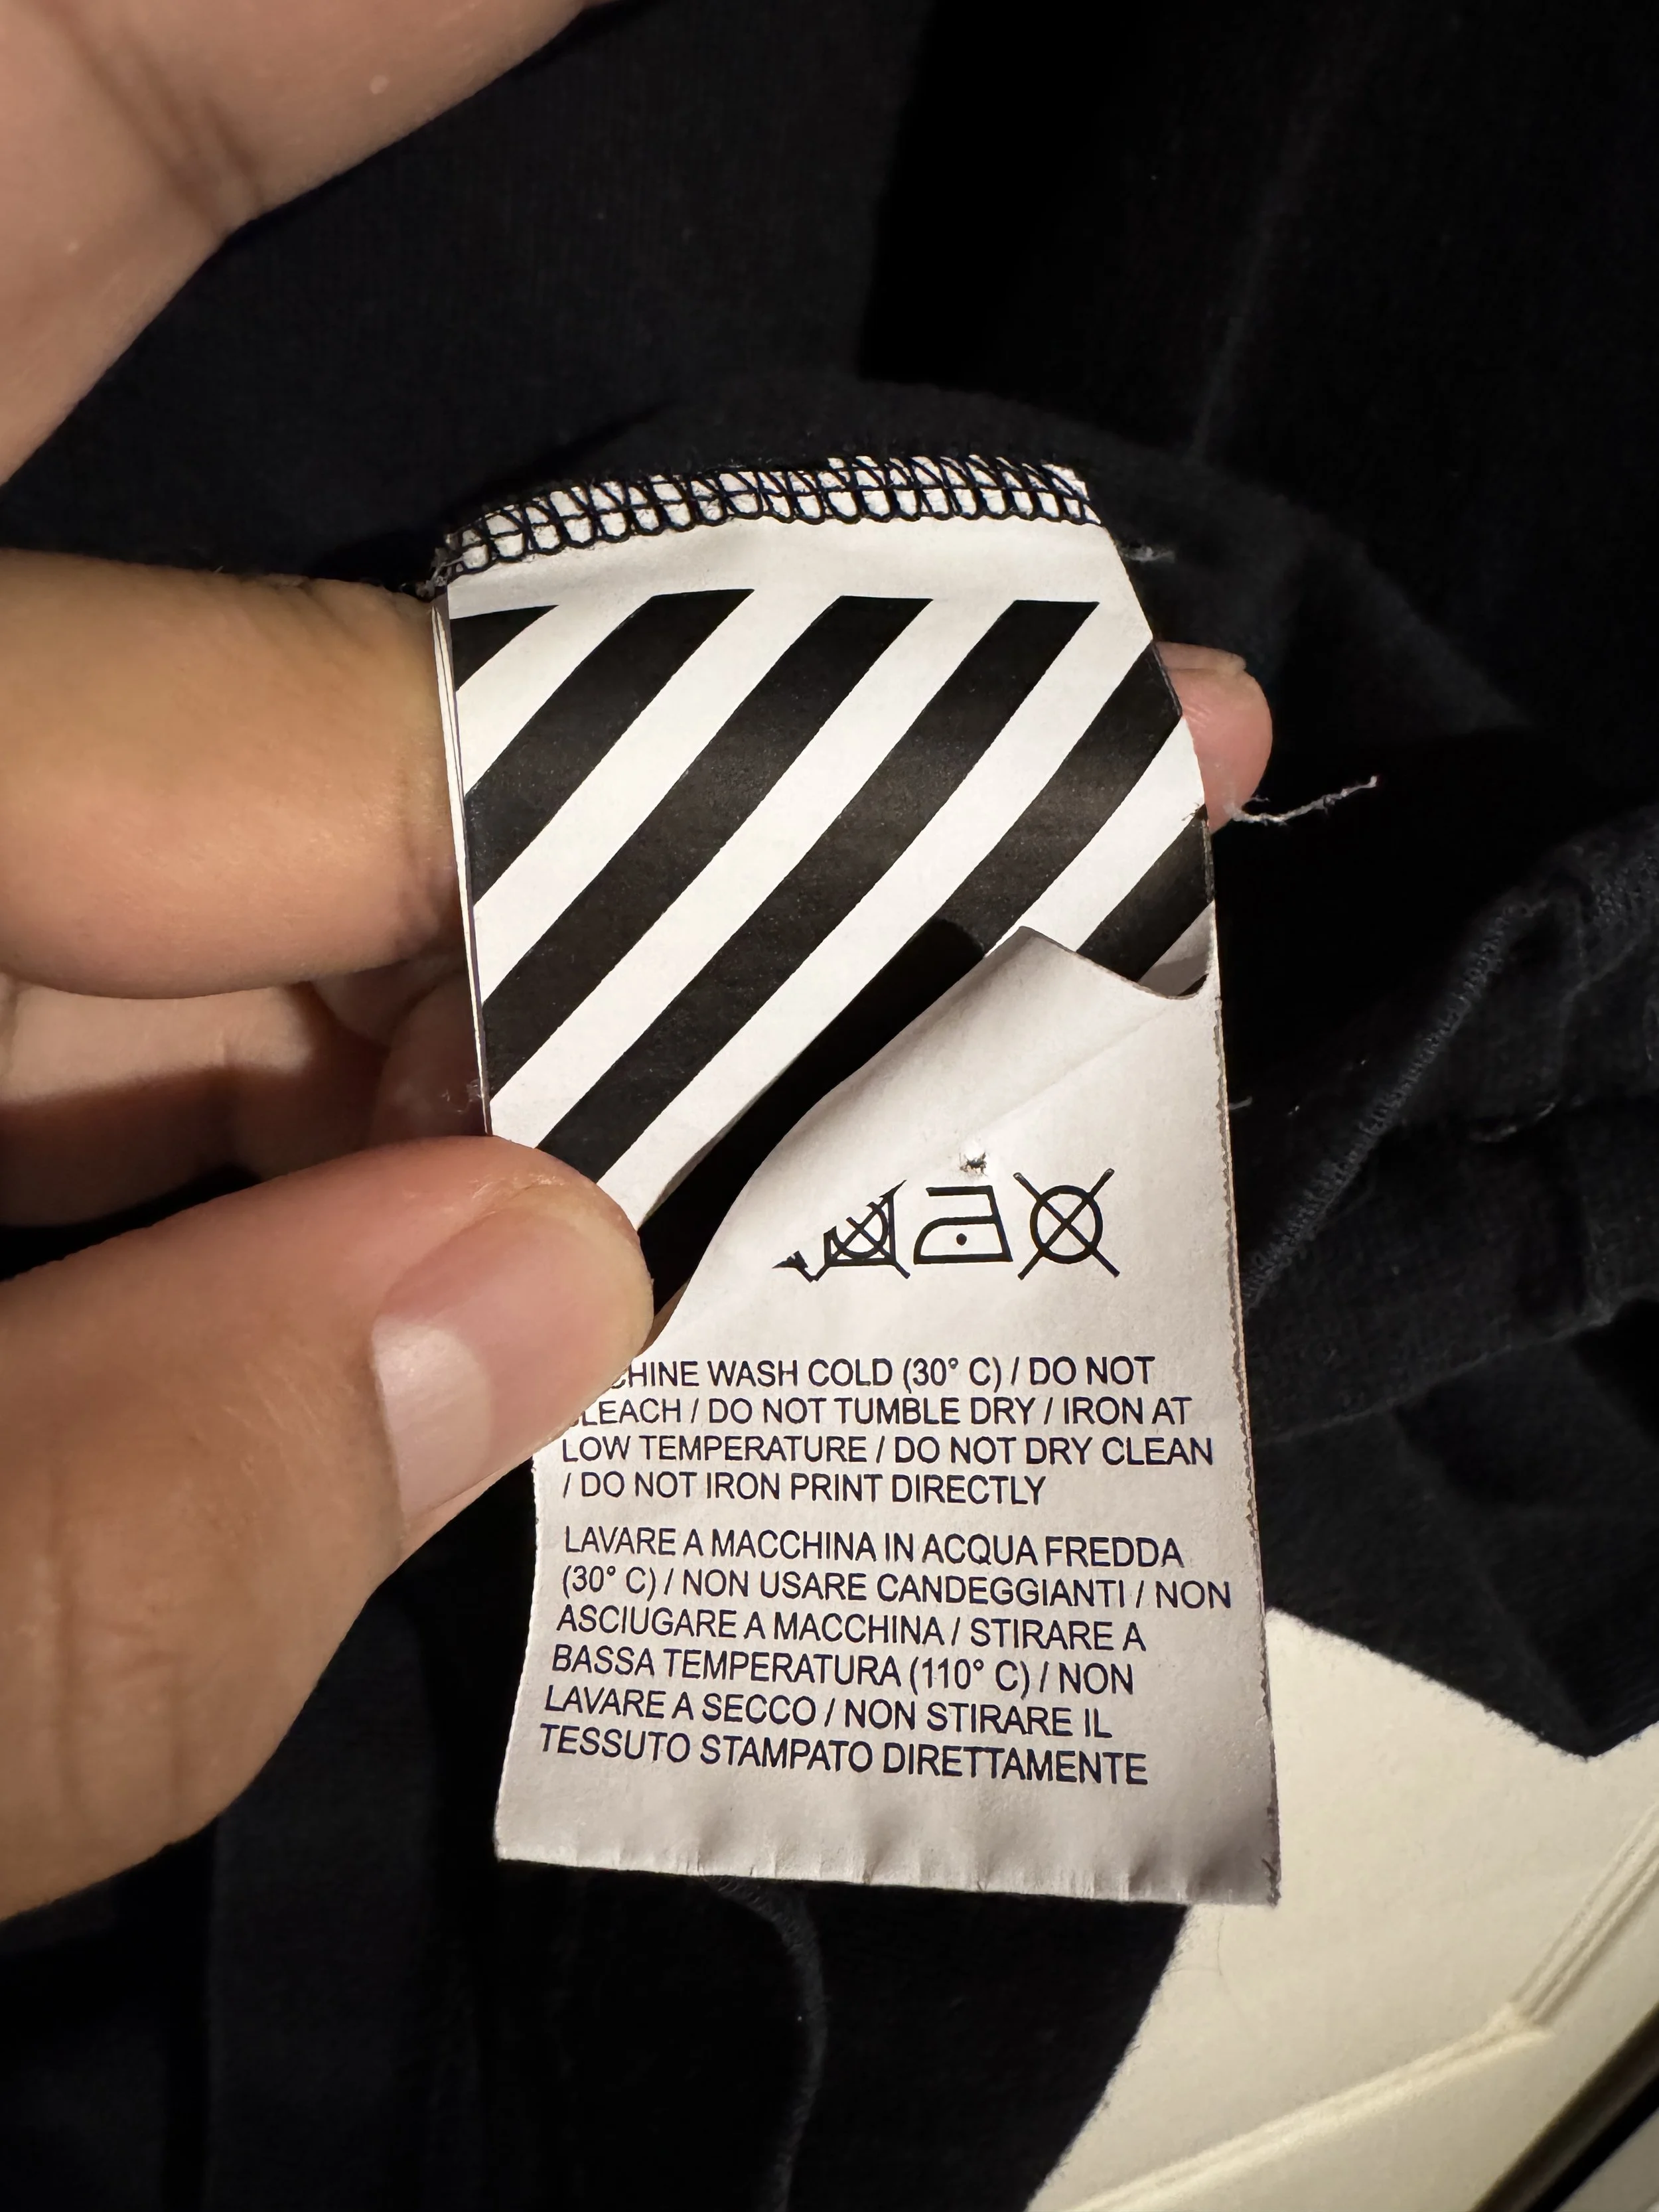 WASH COLD (30° C) / DO NOT
/ DO NOT TUMBLE DRY / IRON AT
LOW TEMPERATURE / DO NOT DRY CLEAN
/ DO NOT IRON PRINT DIRECTLY
LAVARE A MACCHINA IN ACQUA FREDDA
(30° C) / NON USARE CANDEGGIANTI / NON
ASCIUGARE A MACCHINA / STIRARE A
BASSA TEMPERATURA (110° C) / NON
LAVARE A SECCO / NON STIRARE IL
TESSUTO STAMPATO DIRETTAMENTE